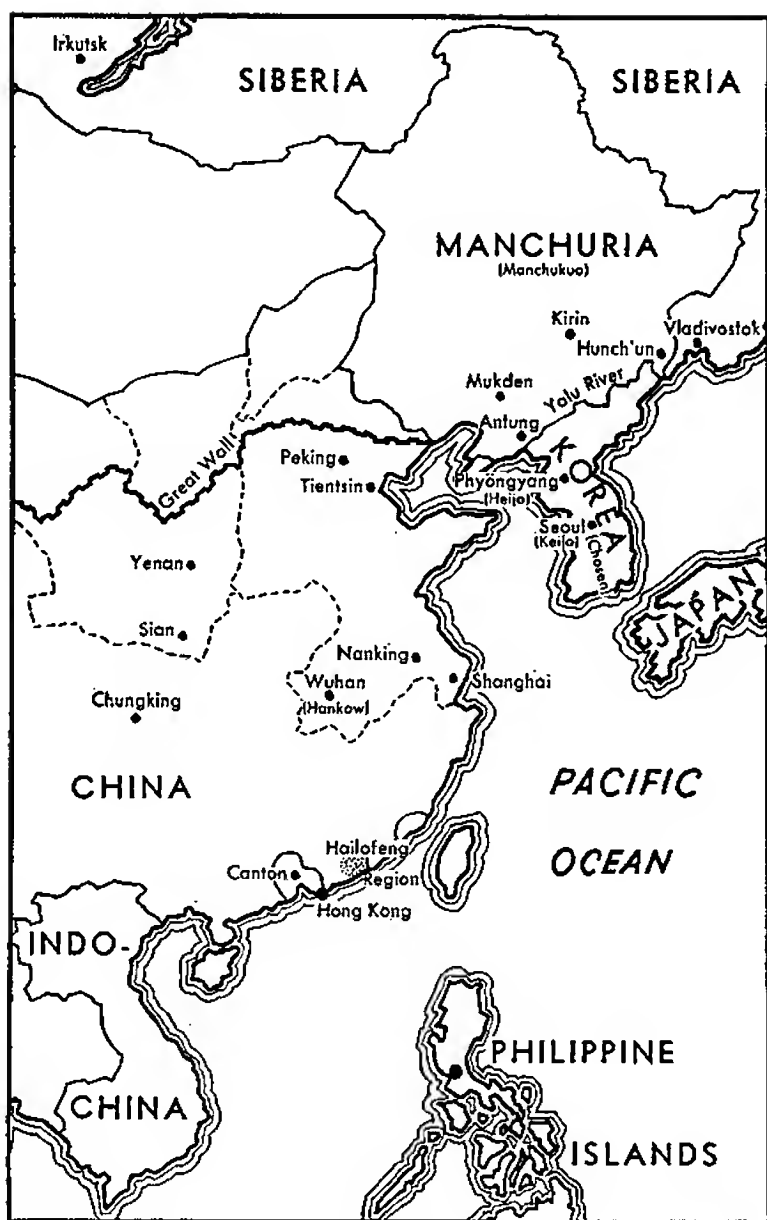 Irkutsk
SIBERIA
SIBERIA
MANCHURIA
(Manchukuo)
Kirin
Vladivostok
Hunch'un
Mukden
Yalu River
Antung
Great Wall
Peking
Tientsin
KOREA
Phyŏngyang
(Heijo)
Seoul
(Keijo)
(Chosen)
JAPAN
Yenan
Sian
Nanking
Wuhan
(Hankow)
Shanghai
Chungking
CHINA
PACIFIC
OCEAN
Hailofeng
Region
Canton
Hong Kong
INDO-
CHINA
PHILIPPINE
ISLANDS